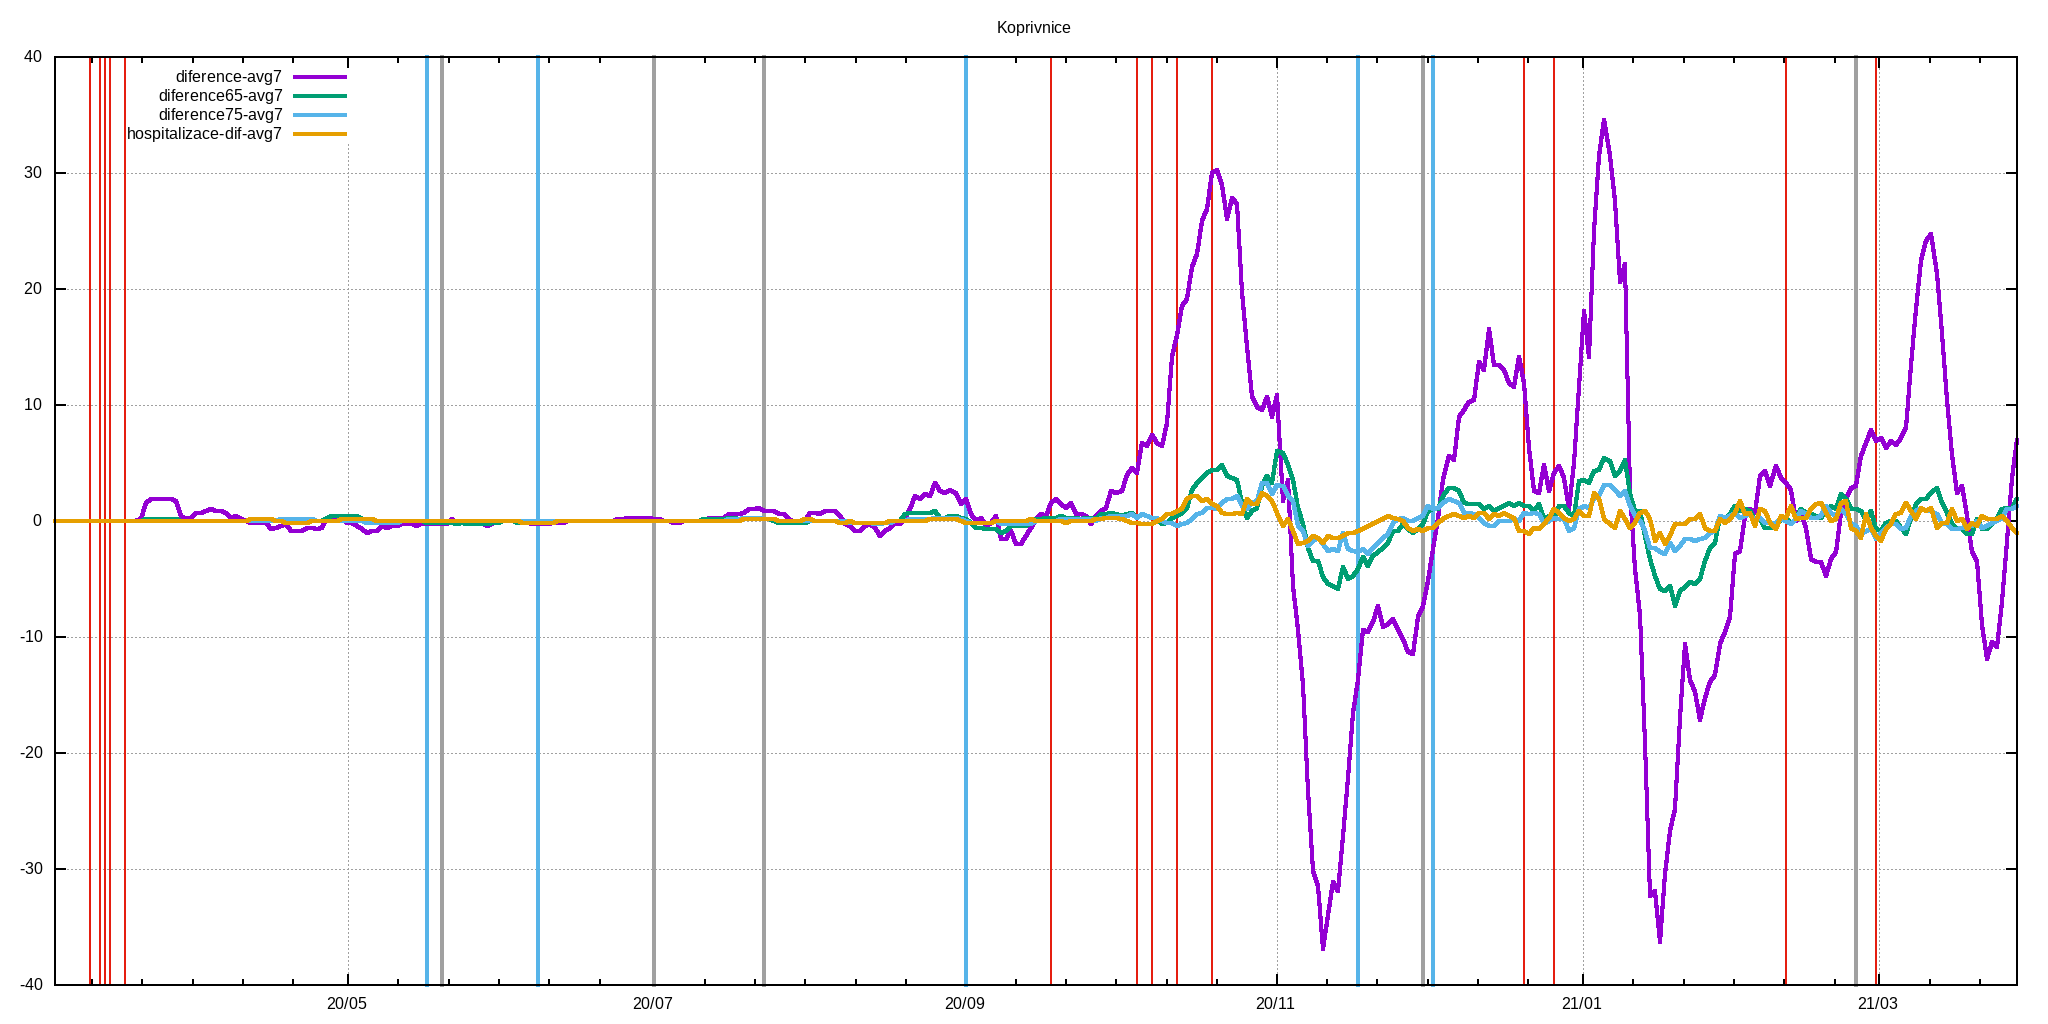 Koprivnice
diference-avg7
diference65-avg7
diference75-avg7
hospitalizace-dif-avg7
40
30
20
10
0
-10
-20
-30
-40
20/05 20/07 20/09 20/11 21/01 21/03